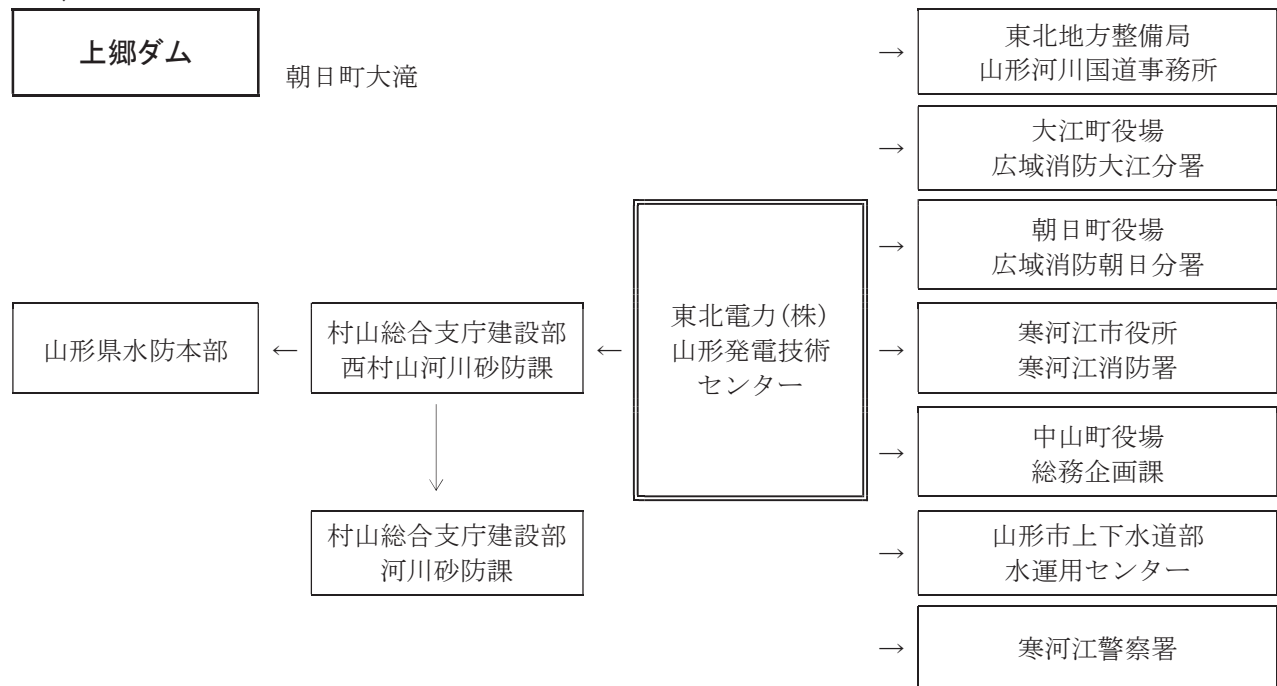 上郷ダム
朝日町大滝
→
東北地方整備局
山形河川国道事務所
→
大江町役場
広域消防大江分署
→
朝日町役場
広域消防朝日分署
山形県水防本部
←
村山総合支庁建設部
西村山河川砂防課
←
東北電力(株)
山形発電技術
センター
→
寒河江市役所
寒河江消防署
→
中山町役場
総務企画課
↓
村山総合支庁建設部
河川砂防課
→
山形市上下水道部
水運用センター
→
寒河江警察署